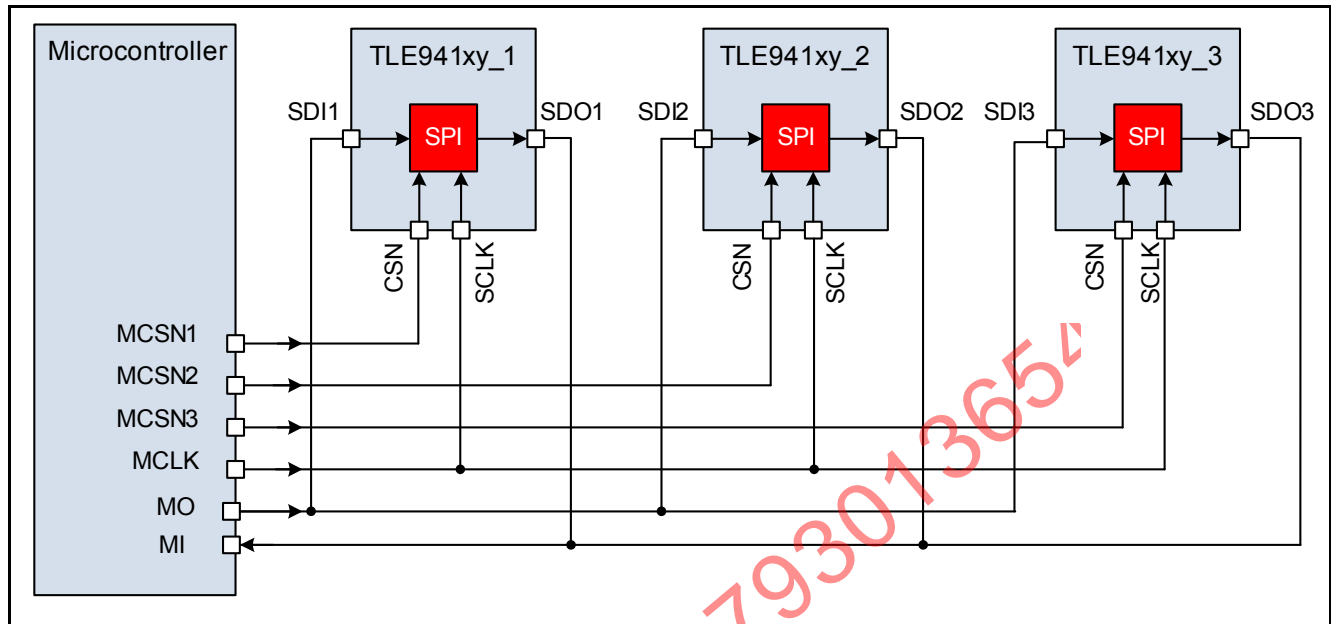 Microcontroller
TLE941xy_1
TLE941xy_2
TLE941xy_3
SDI1
SPI
SDO1
SDI2
SPI
SDO2
SDI3
SPI
SDO3
CSN
SCLK
CSN
SCLK
CSN
SCLK
MCSN1
MCSN2
MCSN3
MCLK
MO
MI